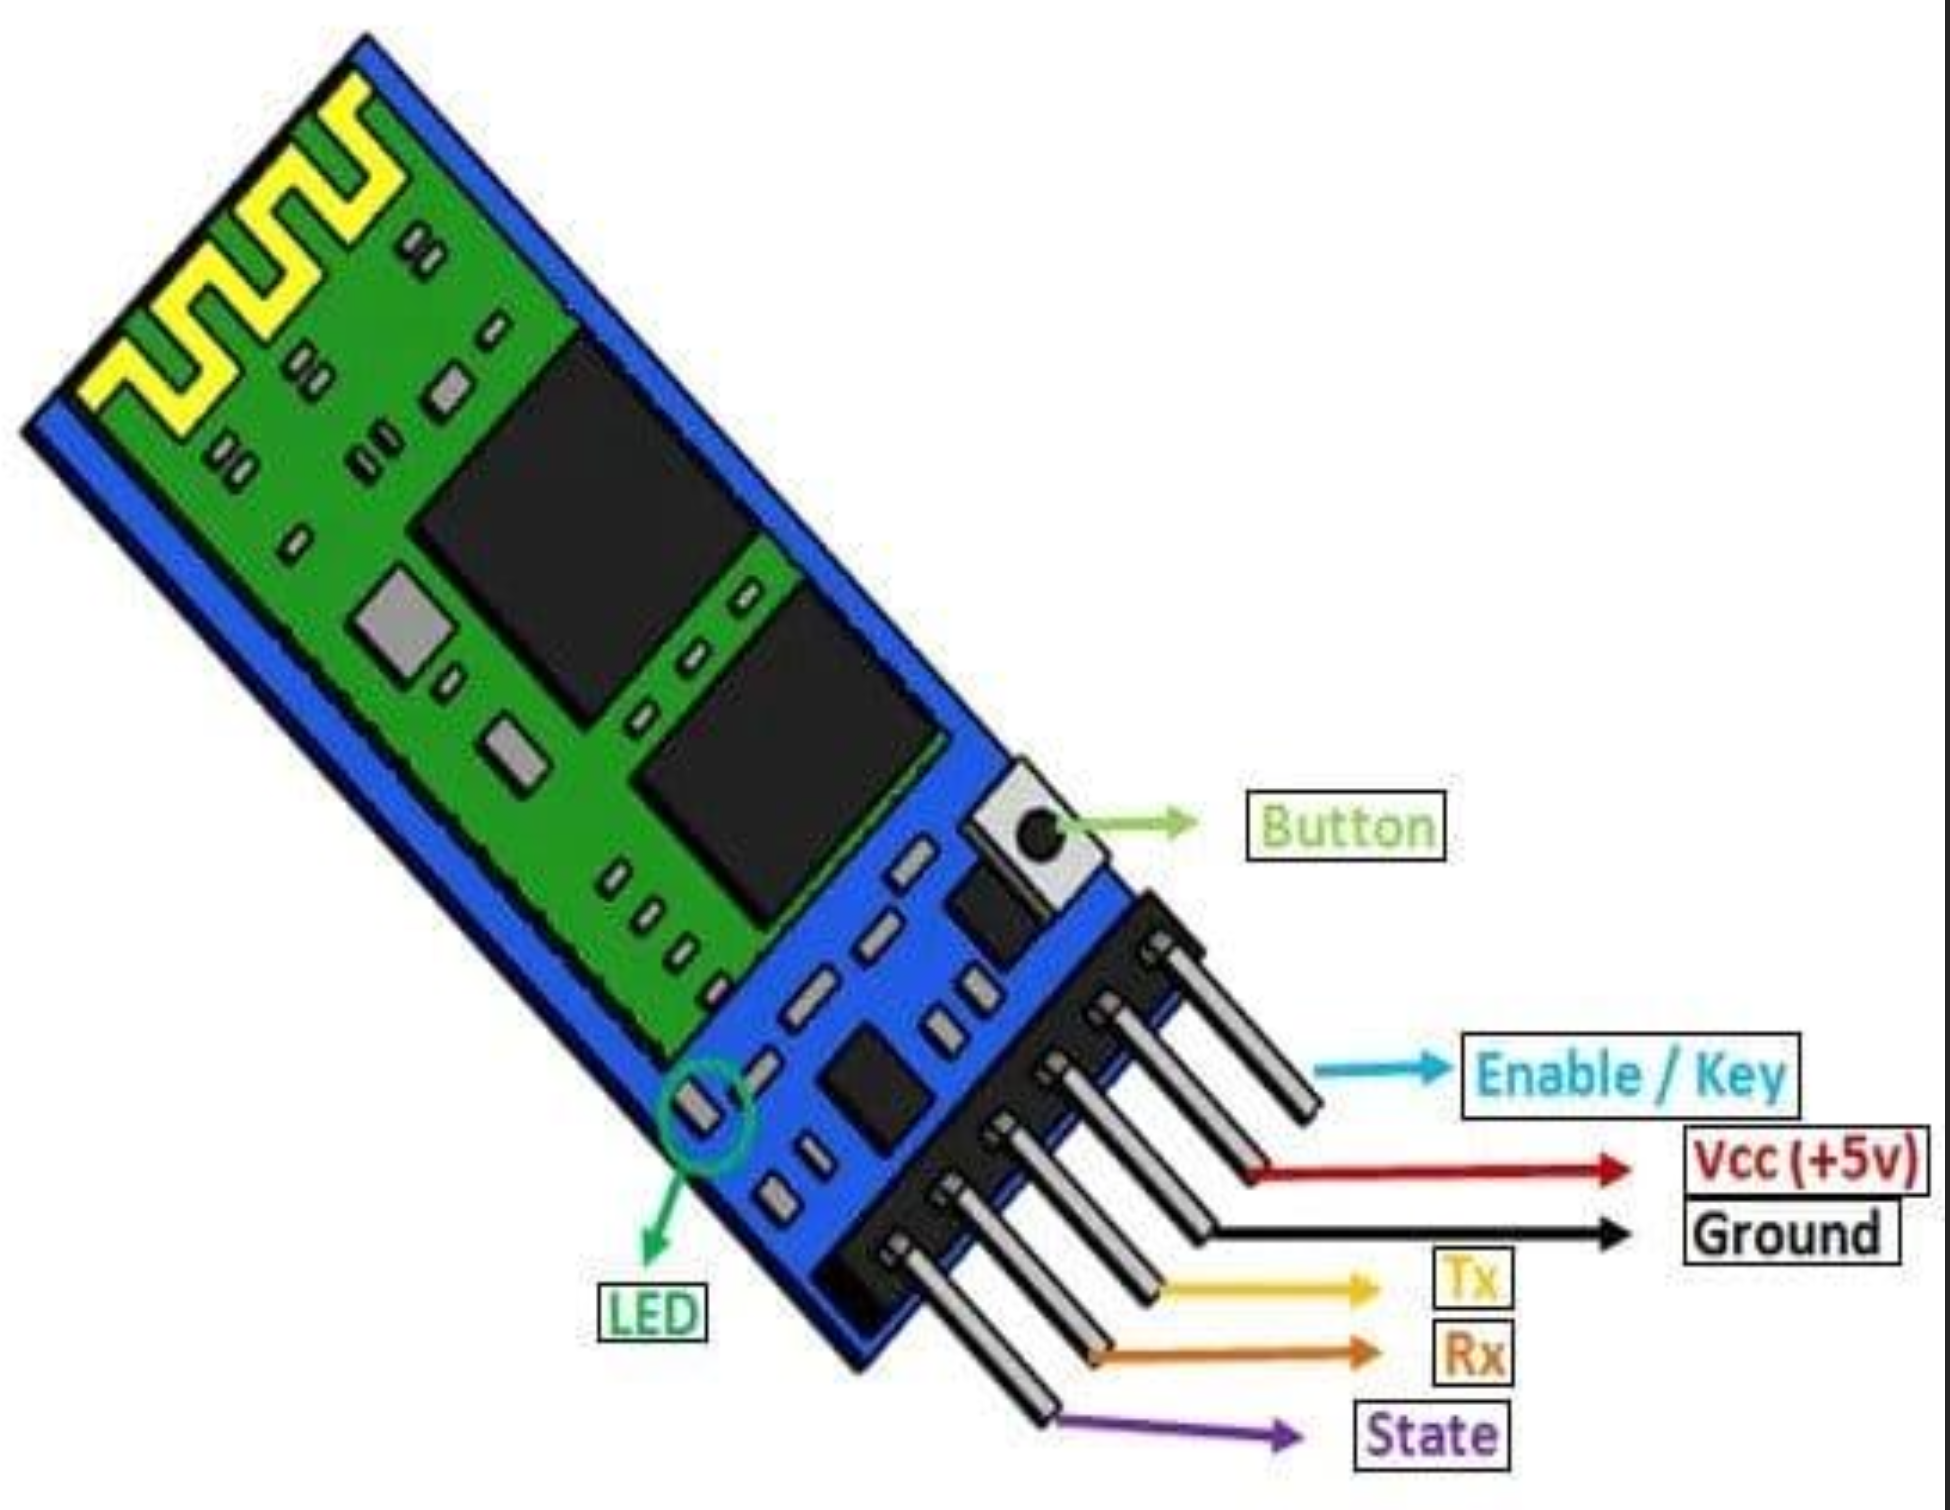 Button
Enable / Key
Vcc (+5v)
Ground
Tx
LED
Rx
State